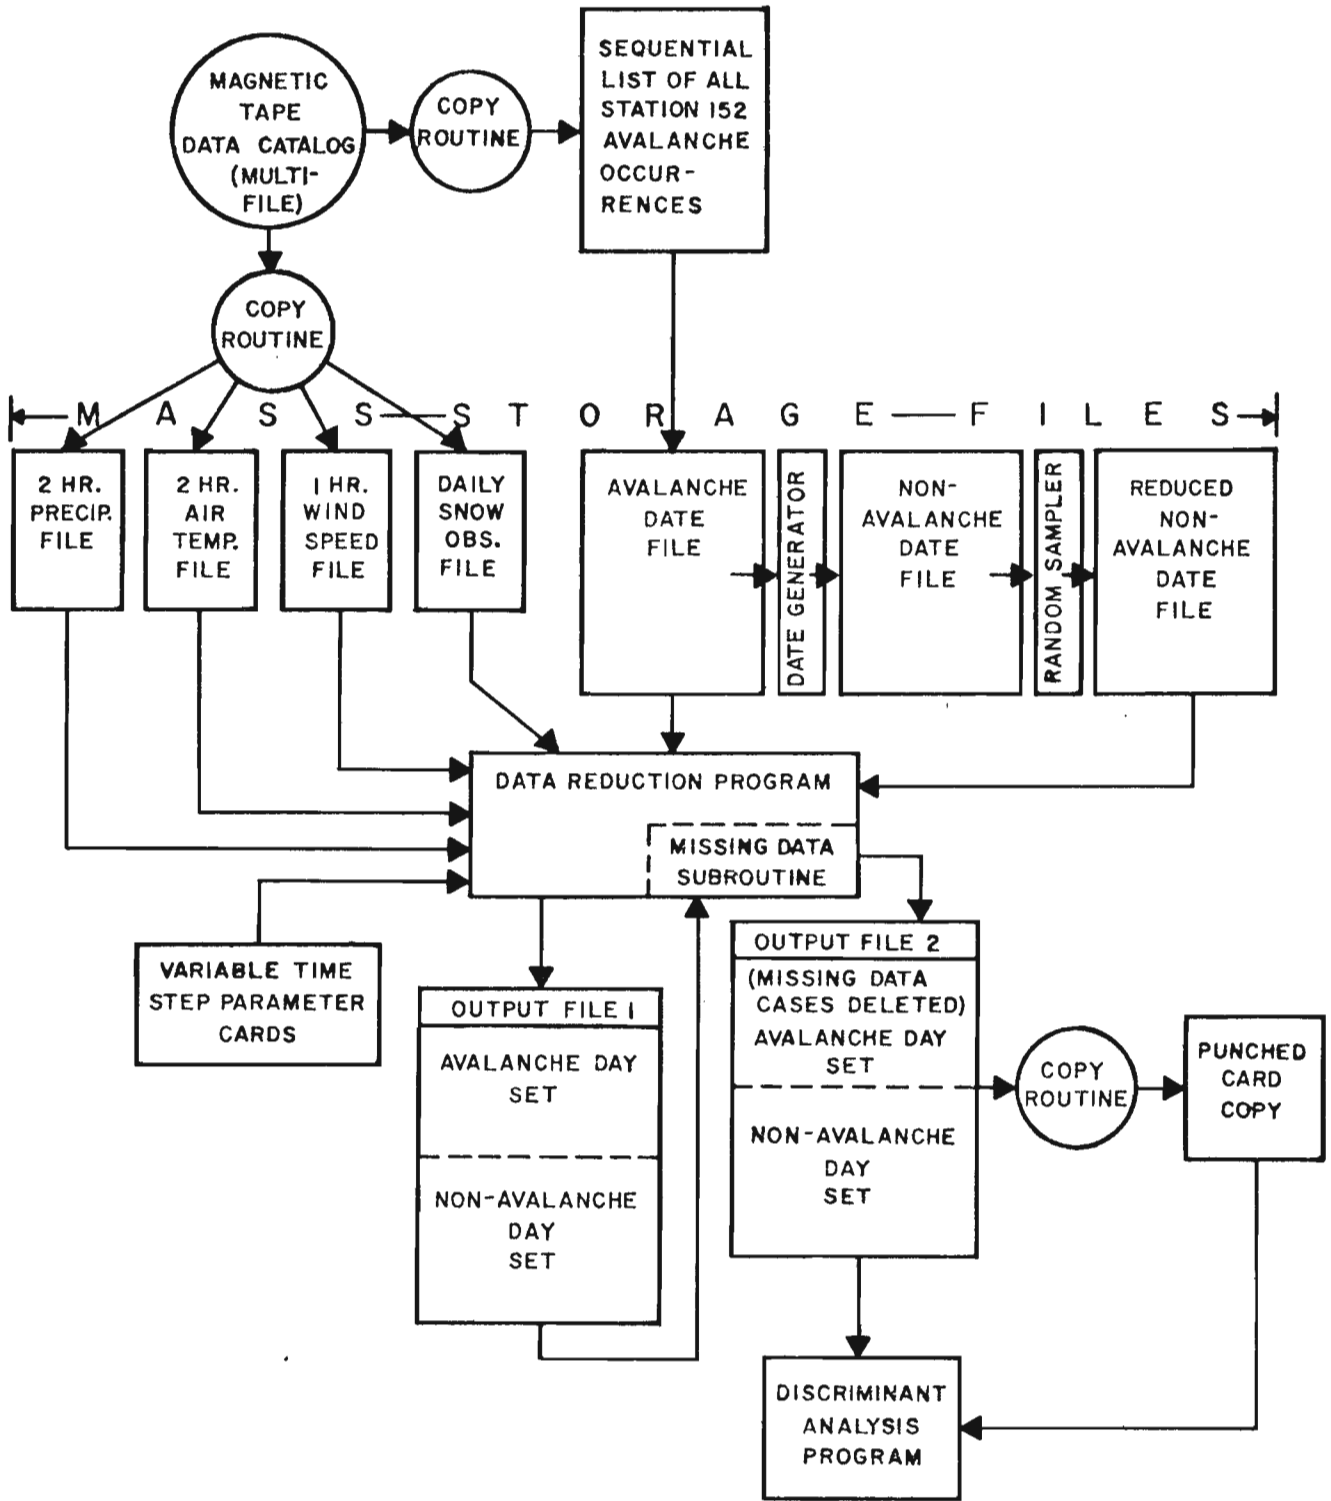 MAGNETIC
TAPE
DATA CATALOG
(MULTI-
FILE)
COPY
ROUTINE
SEQUENTIAL
LIST OF ALL
STATION 152
AVALANCHE
OCCUR-
RENCES
COPY
ROUTINE
MASS STORAGE FILES
2 HR.
PRECIP.
FILE
2 HR.
AIR
TEMP.
FILE
1 HR.
WIND
SPEED
FILE
DAILY
SNOW
OBS.
FILE
AVALANCHE
DATE
FILE
DATE GENERATOR
NON-
AVALANCHE
DATE
FILE
RANDOM SAMPLER
REDUCED
NON-
AVALANCHE
DATE
FILE
DATA REDUCTION PROGRAM
MISSING DATA
SUBROUTINE
VARIABLE TIME
STEP PARAMETER
CARDS
OUTPUT FILE 1
AVALANCHE DAY
SET
NON-AVALANCHE
DAY
SET
OUTPUT FILE 2
(MISSING DATA
CASES DELETED)
AVALANCHE DAY
SET
NON-AVALANCHE
DAY
SET
COPY
ROUTINE
PUNCHED
CARD
COPY
DISCRIMINANT
ANALYSIS
PROGRAM